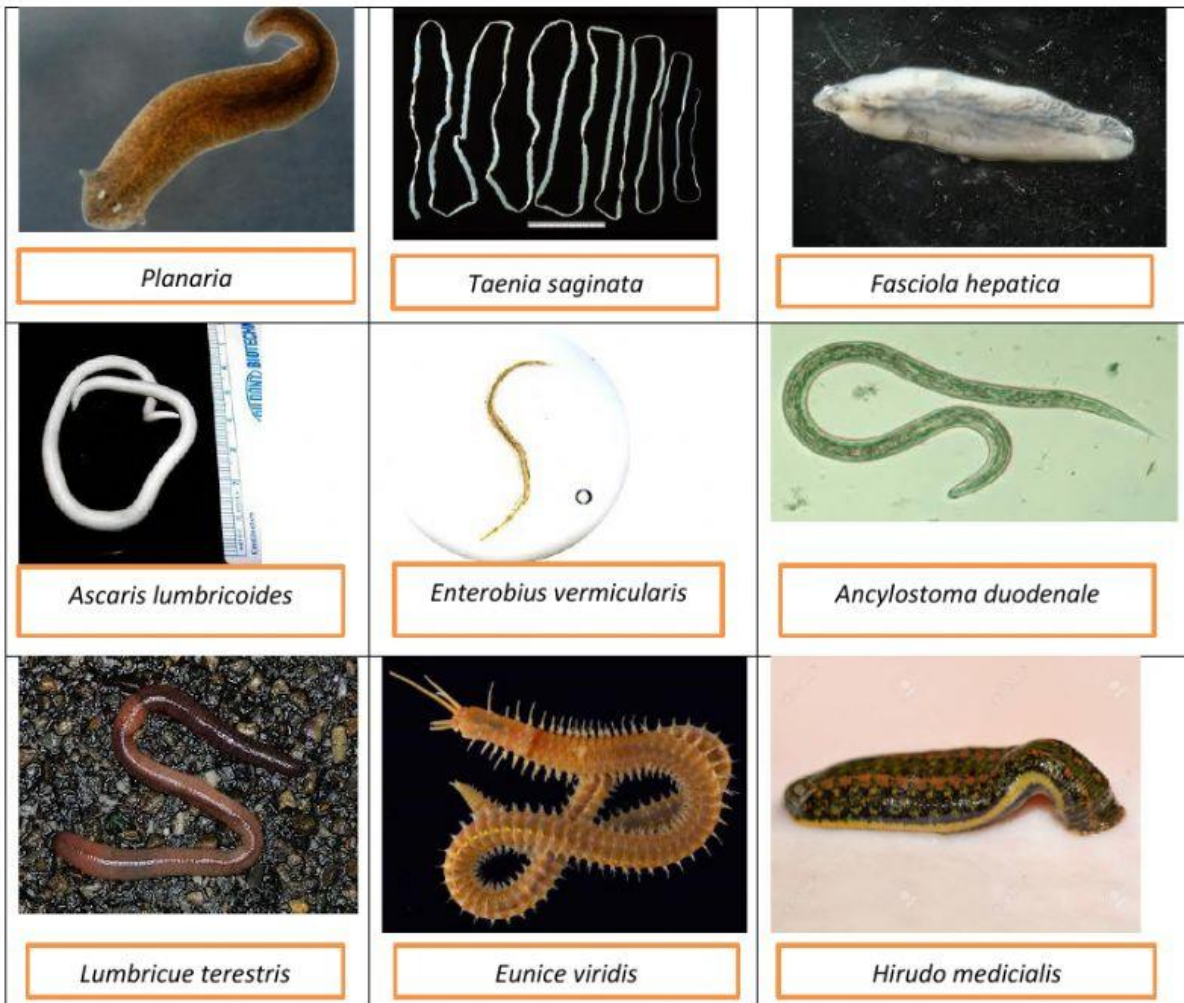 Planaria
Taenia saginata
Fasciola hepatica
Ascaris lumbricoides
Enterobius vermicularis
Ancylostoma duodenale
Lumbricue terestris
Eunice viridis
Hirudo medicialis